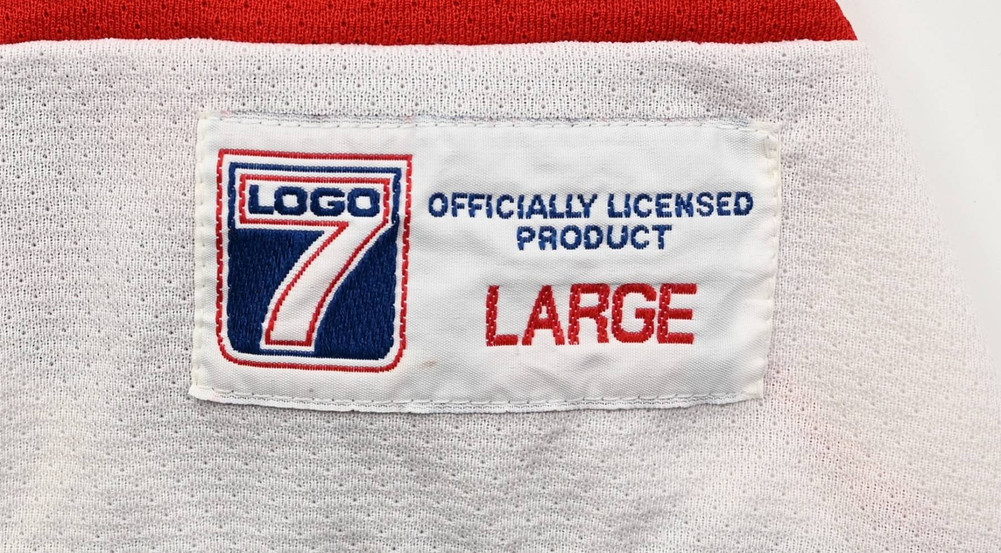 LOGO
7
OFFICIALLY LICENSED
PRODUCT
LARGE